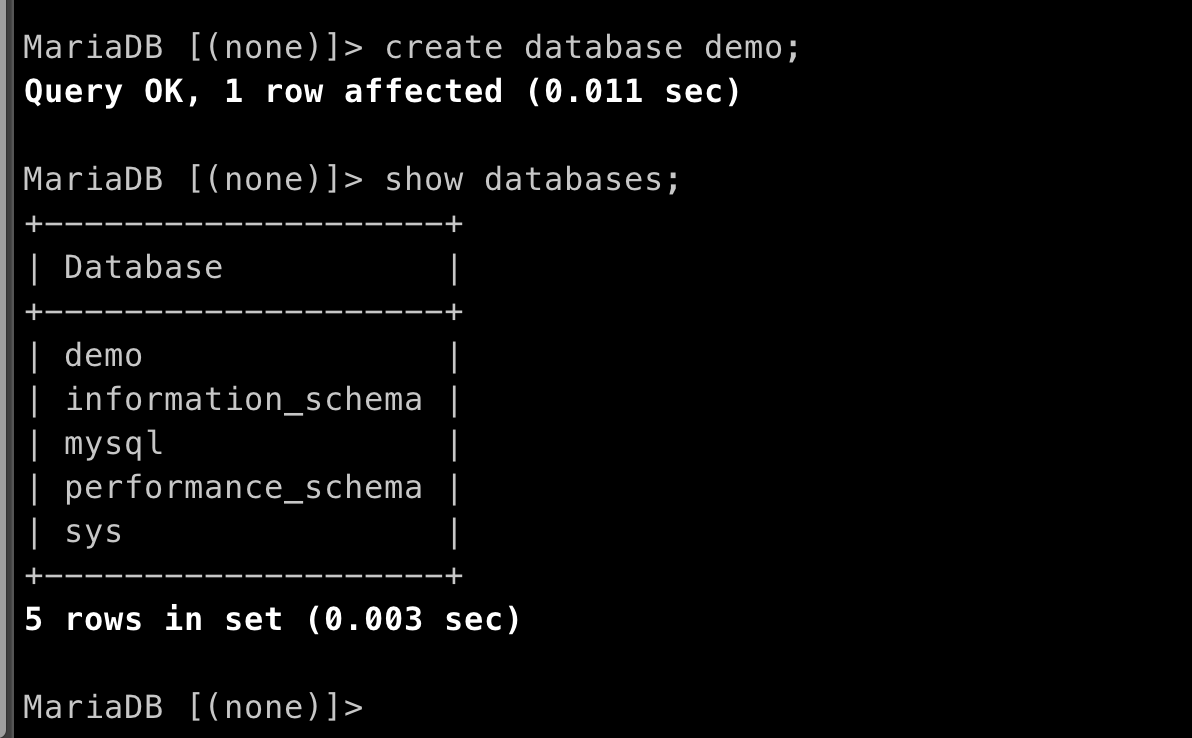 MariaDB [(none)]> create database demo;
Query OK, 1 row affected (0.011 sec)
MariaDB [(none)]> show databases;
+--------------------+
| Database           |
+--------------------+
| demo               |
| information_schema |
| mysql              |
| performance_schema |
| sys                |
+--------------------+
5 rows in set (0.003 sec)
MariaDB [(none)]>